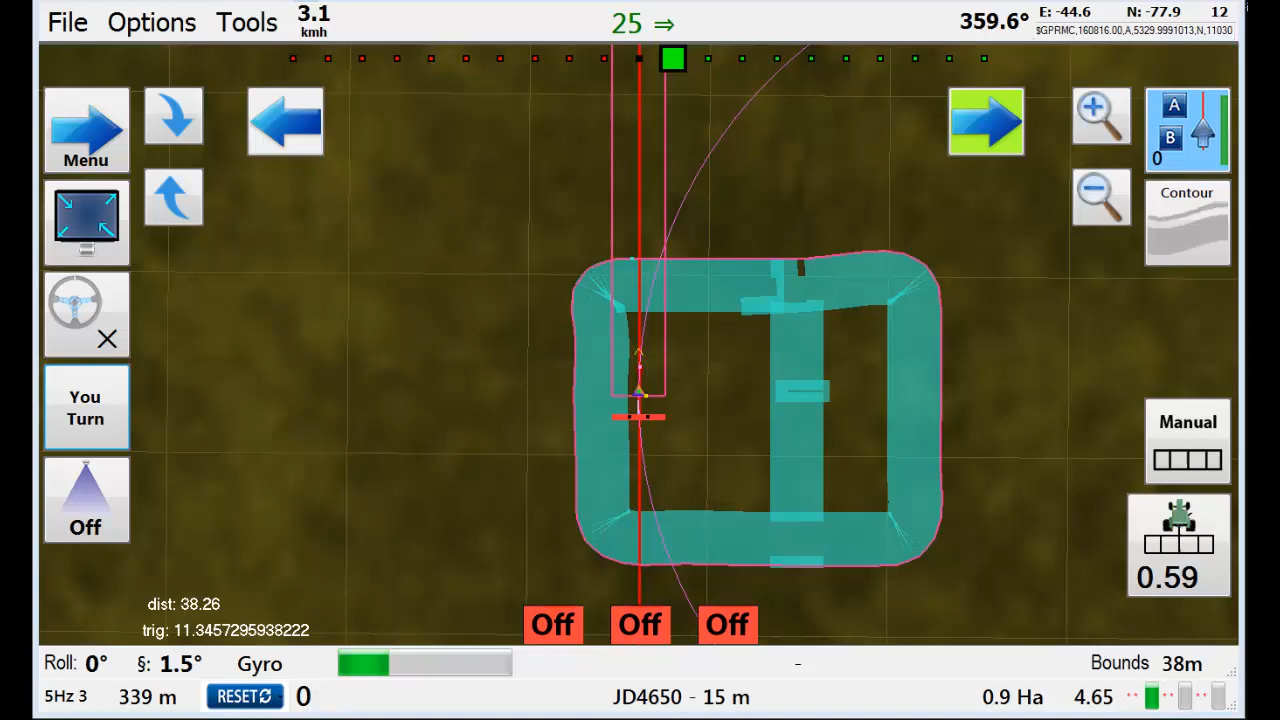 File Options Tools 3.1 kmh 25 ⇒ 359.6° E: -44.6 N: -77.9 12
$GPRMC,160816.00,A,5329.9991013,N,11030
Menu
A
B
0
Contour
You
Turn
Manual
Off
0.59
dist: 38.26
trig: 11.3457295938222
Off Off Off
Roll: 0° §: 1.5° Gyro - Bounds 38m
5Hz 3 339 m RESET 0 JD4650 - 15 m 0.9 Ha 4.65